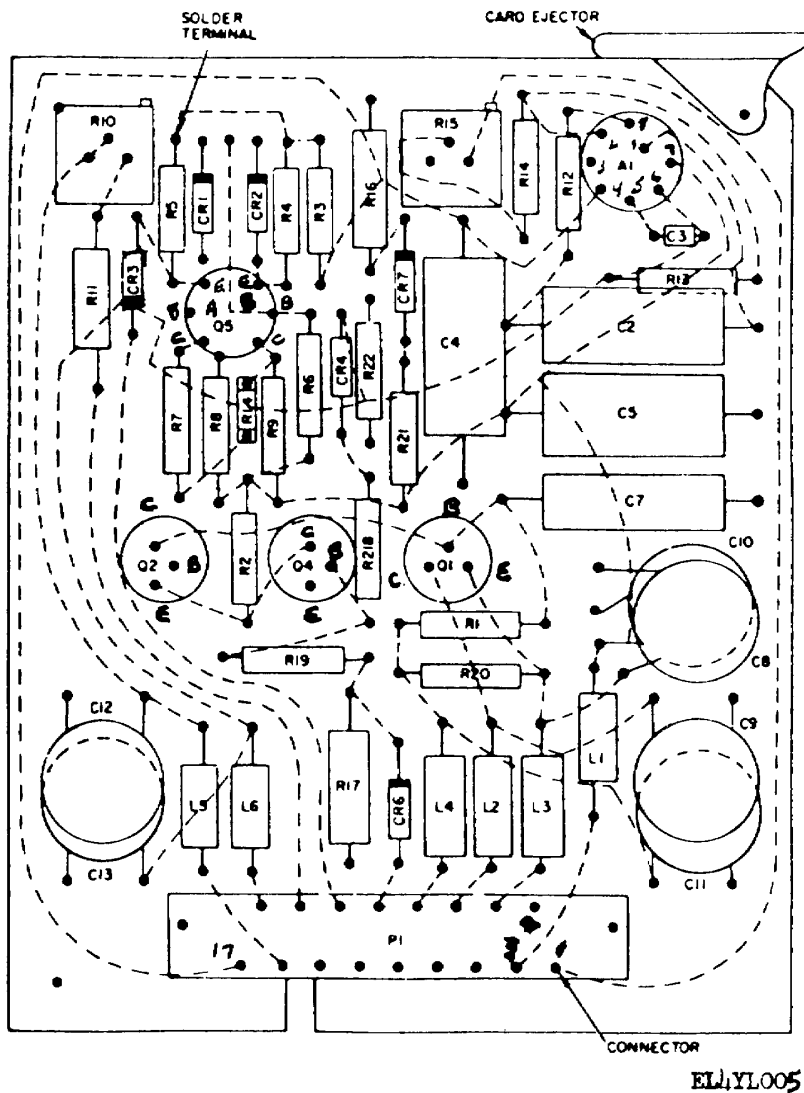 SOLDER
TERMINAL
CARD EJECTOR
R10
R15
A1
R5
CR1
CR2
R4
R3
R16
R14
R12
C3
R11
CR3
CR7
R13
C2
C4
Q5
A
B
C
R7
R8
R14
R9
R6
CR4
R22
R21
C5
C7
Q2
B
C
E
R2
Q4
B
E
R218
Q1
B
C
E
C10
R1
C8
R19
R20
C12
C9
L1
L5
L6
R17
CR6
L4
L2
L3
C13
C11
P1
17
CONNECTOR
EL4YL005